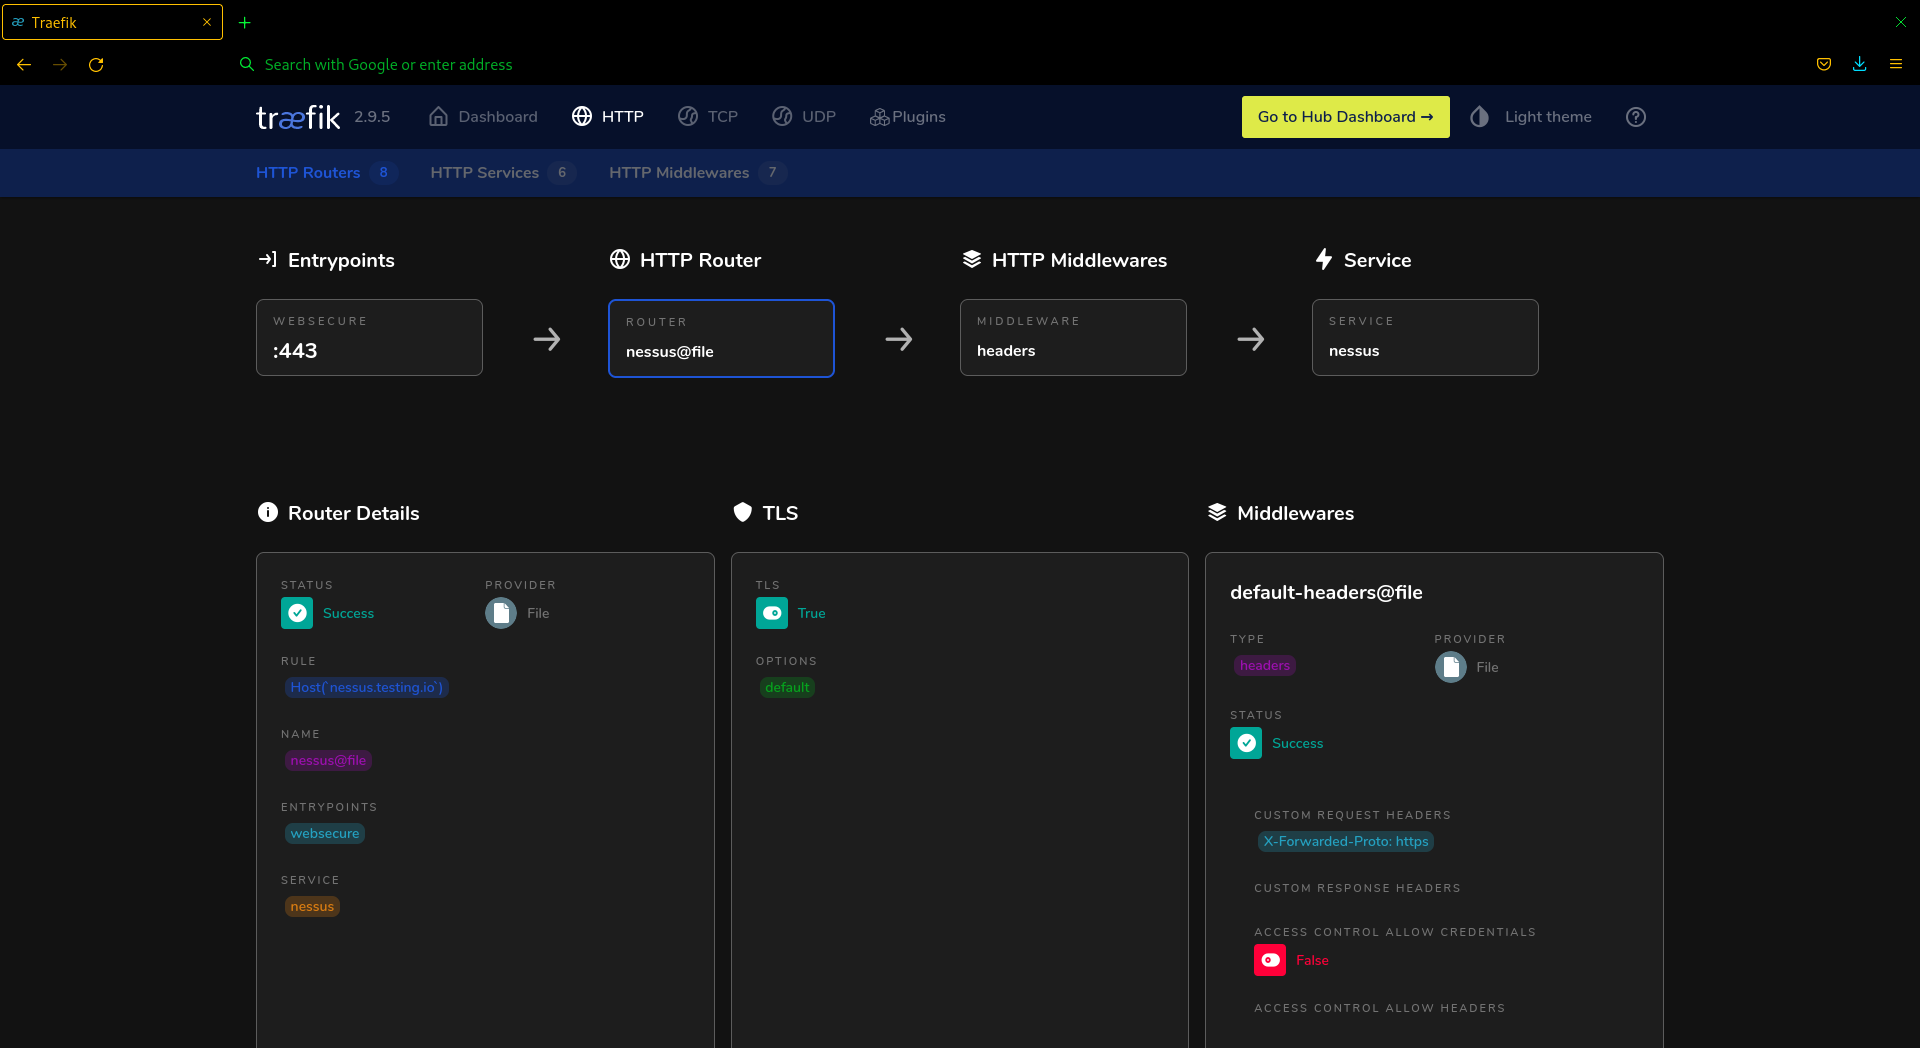 Traefik
Search with Google or enter address
træfik 2.9.5 Dashboard HTTP TCP UDP Plugins Go to Hub Dashboard → Light theme
HTTP Routers 8 HTTP Services 6 HTTP Middlewares 7
Entrypoints
WEBSECURE
:443
HTTP Router
ROUTER
nessus@file
HTTP Middlewares
MIDDLEWARE
headers
Service
SERVICE
nessus
Router Details
STATUS PROVIDER
Success File
RULE
Host(`nessus.testing.io`)
NAME
nessus@file
ENTRYPOINTS
websecure
SERVICE
nessus
TLS
TLS
True
OPTIONS
default
Middlewares
default-headers@file
TYPE PROVIDER
headers File
STATUS
Success
CUSTOM REQUEST HEADERS
X-Forwarded-Proto: https
CUSTOM RESPONSE HEADERS
ACCESS CONTROL ALLOW CREDENTIALS
False
ACCESS CONTROL ALLOW HEADERS